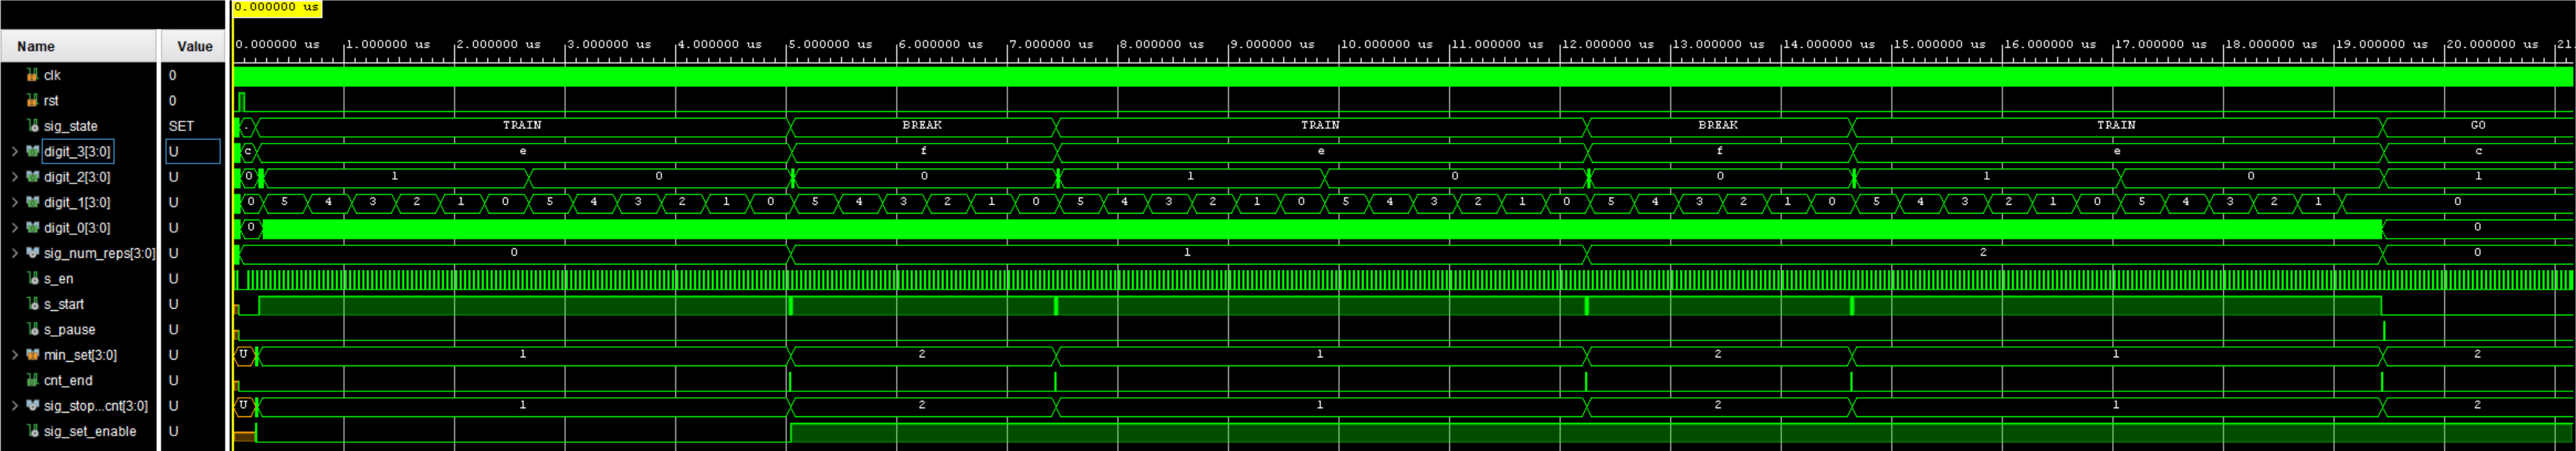 0.000000 us
Name Value 0.000000 us 1.000000 us 2.000000 us 3.000000 us 4.000000 us 5.000000 us 6.000000 us 7.000000 us 8.000000 us 9.000000 us 10.000000 us 11.000000 us 12.000000 us 13.000000 us 14.000000 us 15.000000 us 16.000000 us 17.000000 us 18.000000 us 19.000000 us 20.000000 us 21.
clk 0
rst 0
sig_state SET . TRAIN BREAK TRAIN BREAK TRAIN GO
digit_3[3:0] U c e f e f e c
digit_2[3:0] U 0 1 0 0 1 0 0 1 0 1
digit_1[3:0] U 0 5 4 3 2 1 0 5 4 3 2 1 0 5 4 3 2 1 0 5 4 3 2 1 0 5 4 3 2 1 0 5 4 3 2 1 0 5 4 3 2 1 0 5 4 3 2 1 0
digit_0[3:0] U 0 0
sig_num_reps[3:0] U 0 1 2 0
s_en U
s_start U
s_pause U
min_set[3:0] U U 1 2 1 2 1 2
cnt_end U
sig_stop...cnt[3:0] U U 1 2 1 2 1 2
sig_set_enable U